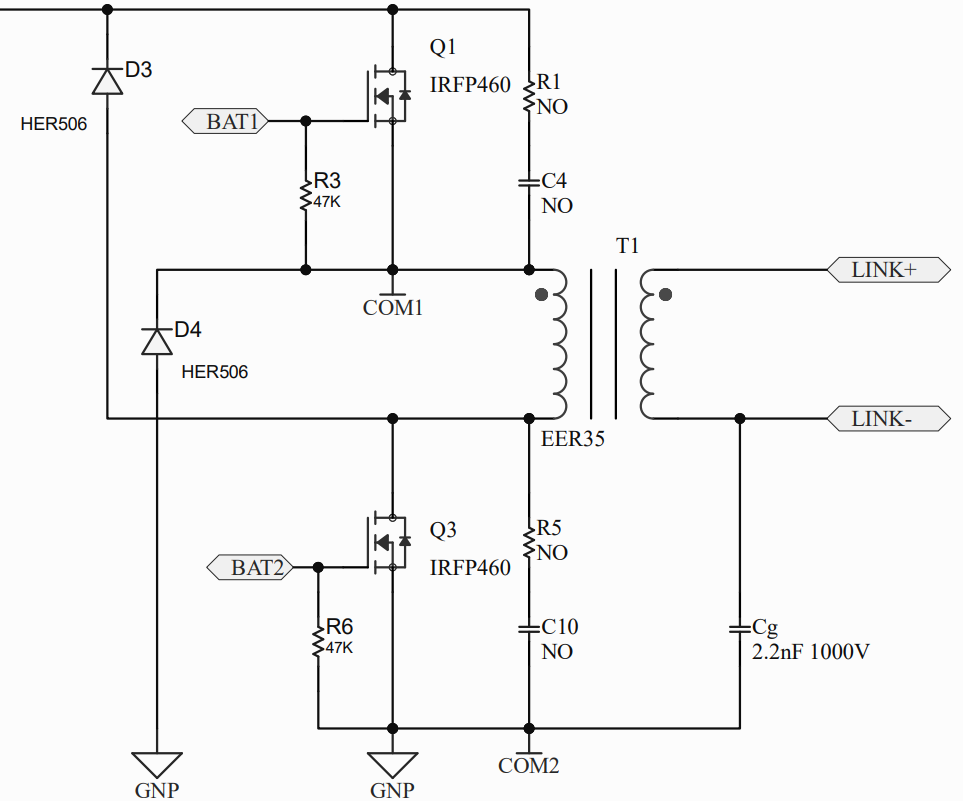 Q1
D3
IRFP460
R1
NO
HER506
BAT1
R3
47K
C4
NO
T1
LINK+
COM1
D4
HER506
LINK-
EER35
Q3
R5
NO
BAT2
IRFP460
R6
47K
C10
NO
Cg
2.2nF 1000V
COM2
GNP
GNP